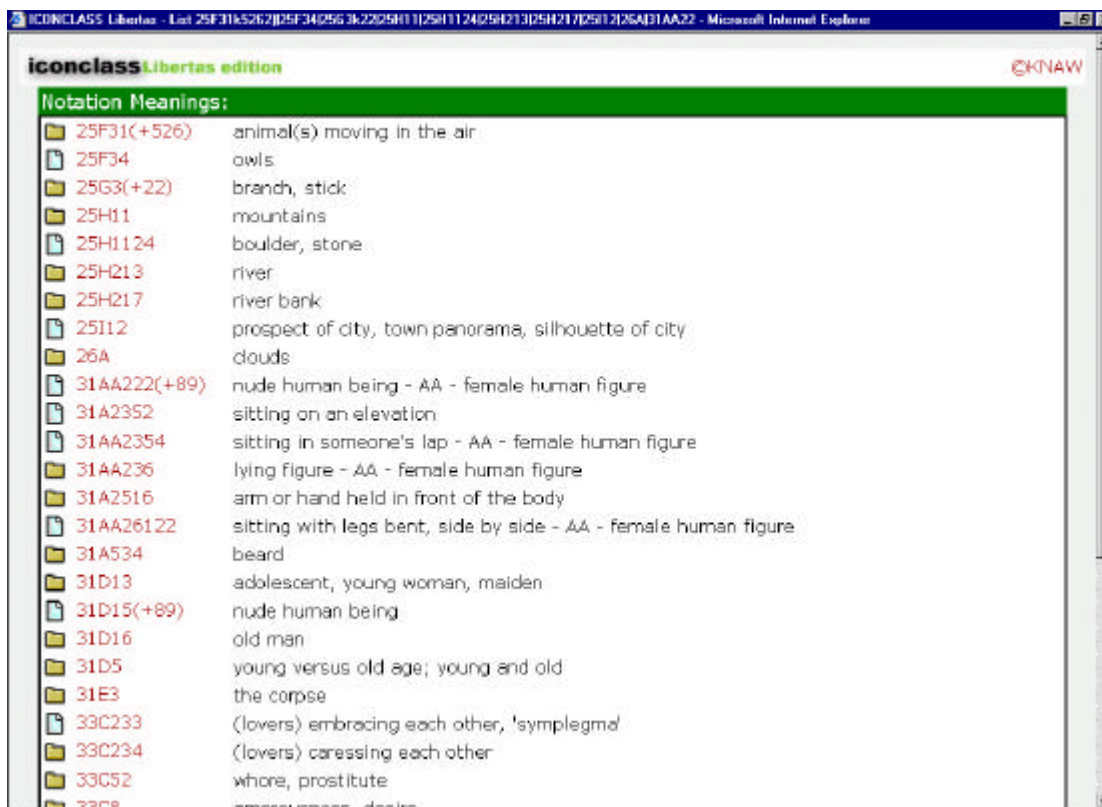 ICONCLASS Libertas - List 25F31k5262||25F34|25G3k22|25H11|25H1124|25H213|25H217|25I12|26A|31AA22 - Microsoft Internet Explorer
iconclass Libertas edition ©KNAW
Notation Meanings:
25F31(+526) animal(s) moving in the air
25F34 owls
25G3(+22) branch, stick
25H11 mountains
25H1124 boulder, stone
25H213 river
25H217 river bank
25I12 prospect of city, town panorama, silhouette of city
26A clouds
31AA222(+89) nude human being - AA - female human figure
31A2352 sitting on an elevation
31AA2354 sitting in someone's lap - AA - female human figure
31AA236 lying figure - AA - female human figure
31A2516 arm or hand held in front of the body
31AA26122 sitting with legs bent, side by side - AA - female human figure
31A534 beard
31D13 adolescent, young woman, maiden
31D15(+89) nude human being
31D16 old man
31D5 young versus old age; young and old
31E3 the corpse
33C233 (lovers) embracing each other, 'symplegma'
33C234 (lovers) caressing each other
33C52 whore, prostitute